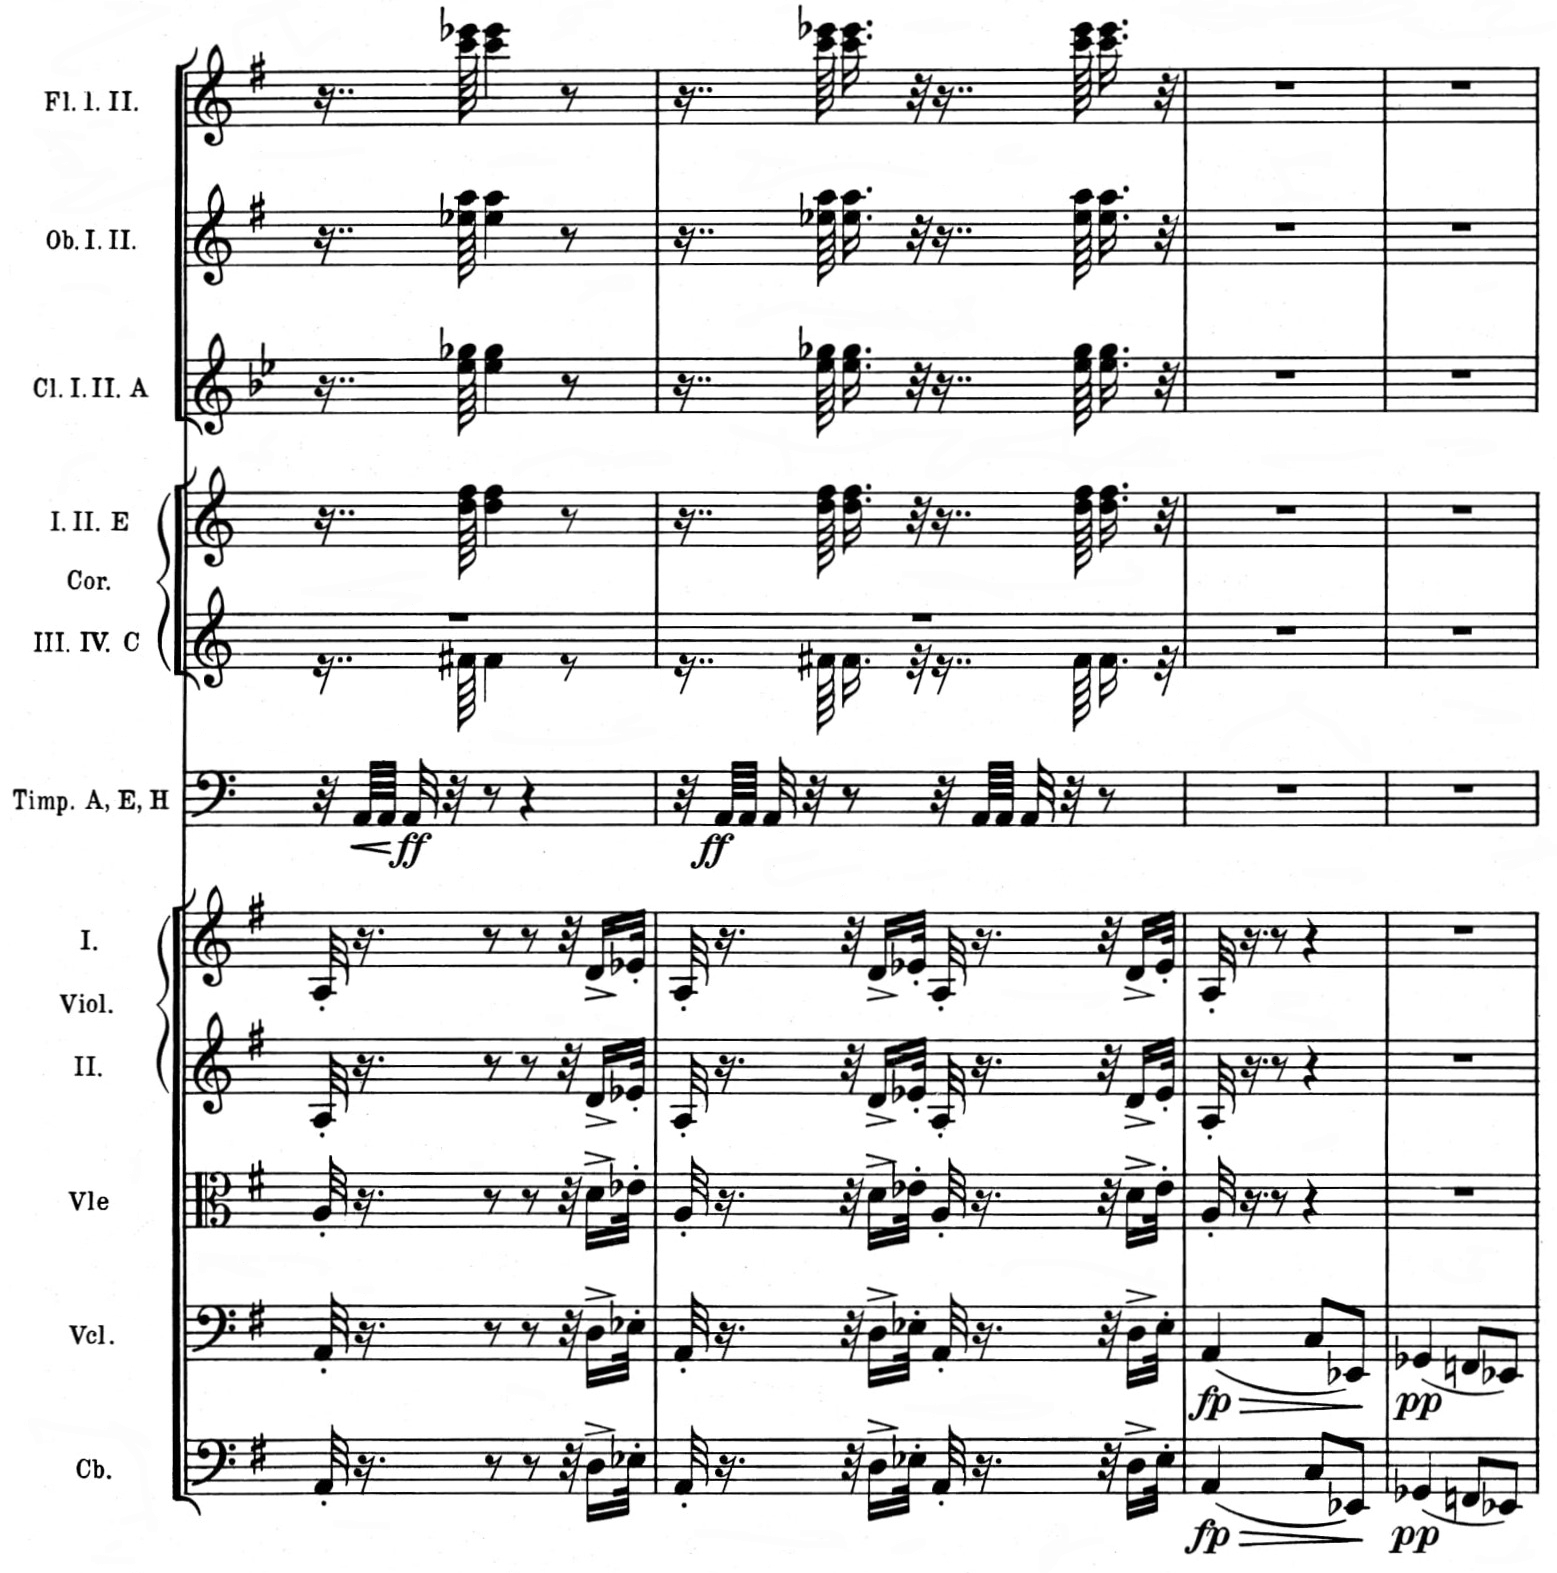 Fl. I. II.
Ob. I. II.
Cl. I. II. A
I. II. E
Cor.
III. IV. C
Timp. A, E, H
ff
ff
I.
Viol.
II.
Vle
Vcl.
fp
pp
Cb.
fp
pp